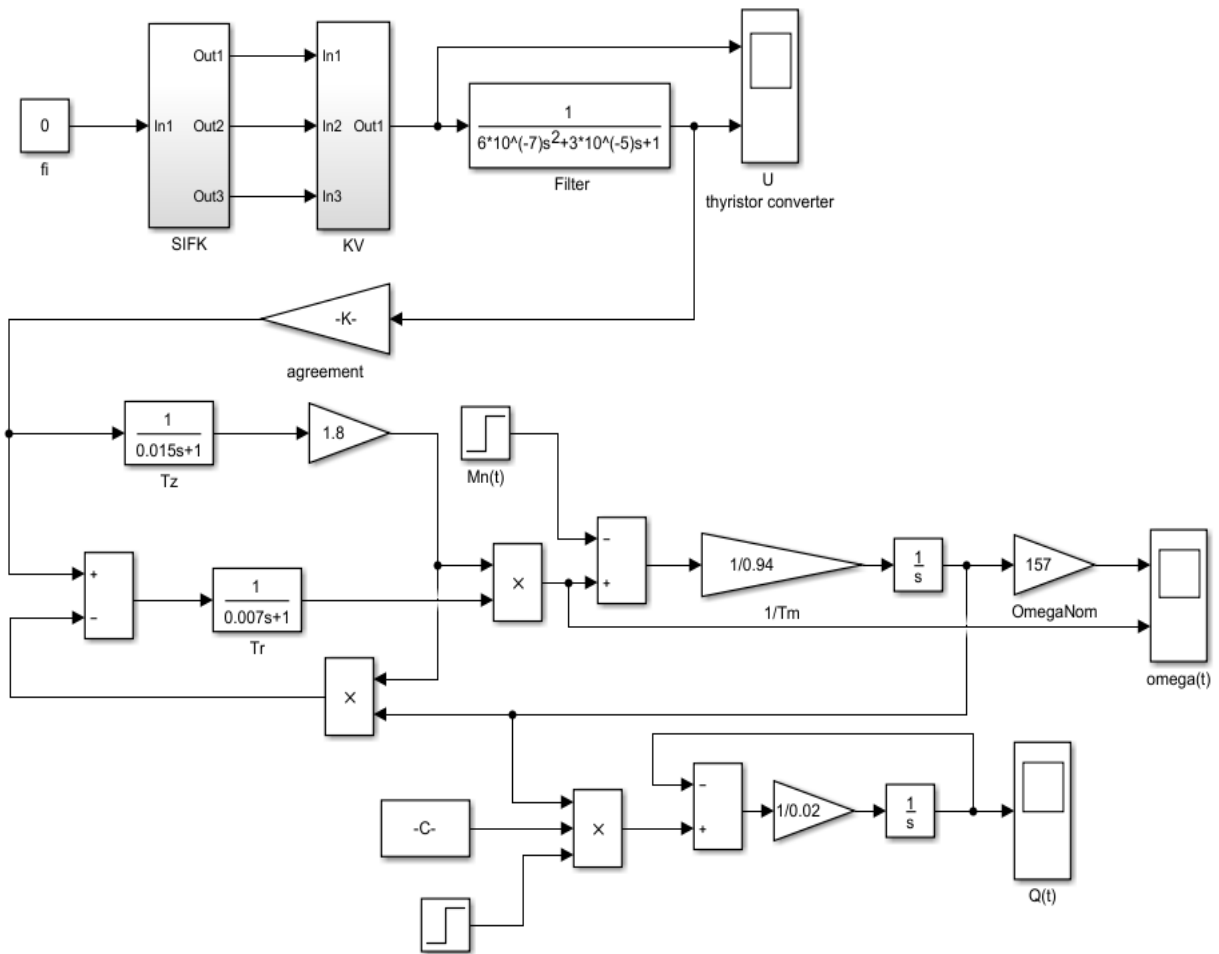 0
fi
In1
Out1
Out2
Out3
SIFK
In1
In2
In3
Out1
KV
1
6*10^(-7)s2+3*10^(-5)s+1
Filter
U
thyristor converter
-K-
agreement
1
0.015s+1
Tz
1.8
Mn(t)
+
−
1
0.007s+1
Tr
×
−
+
1/0.94
1/Tm
1
s
157
OmegaNom
omega(t)
×
-C-
×
−
+
1/0.02
1
s
Q(t)